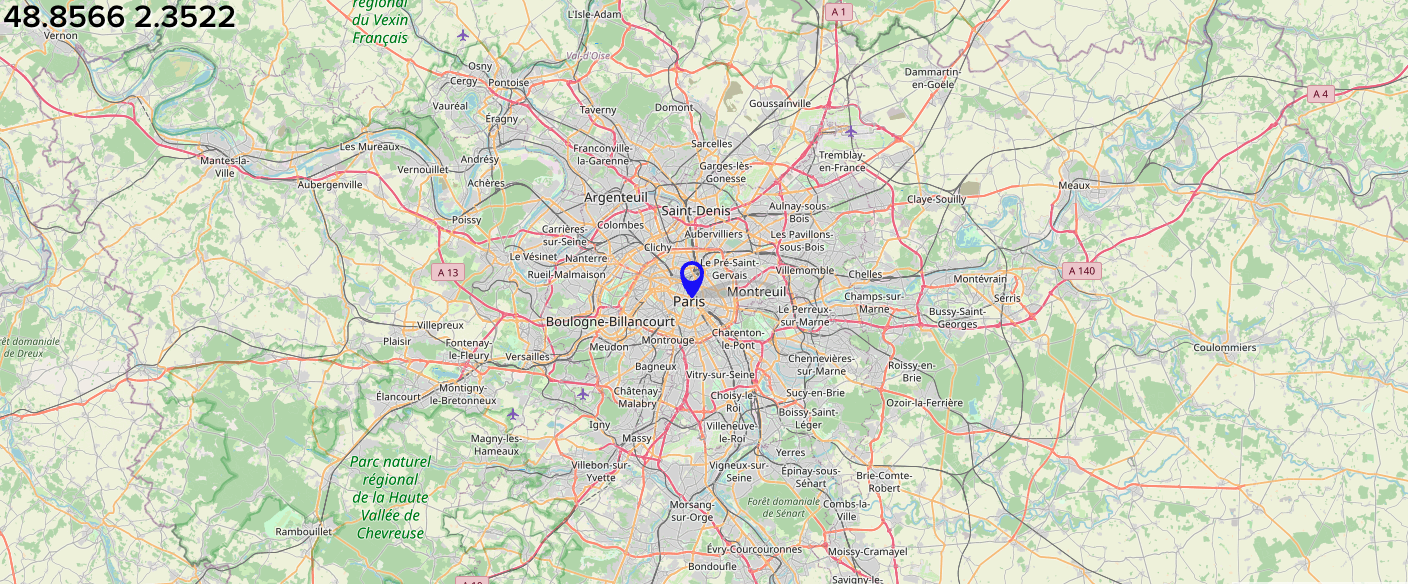 48.8566 2.3522
régional
du Vexin
Français
L'Isle-Adam
A 1
Vernon
Val-d'Oise
Osny
Cergy
Pontoise
Dammartin-
en-Goële
A 4
Vauréal
Éragny
Taverny
Domont
Goussainville
Les Mureaux
Mantes-la-
Ville
Vernouillet
Andrésy
Franconville-
la-Garenne
Sarcelles
Garges-lès-
Gonesse
Tremblay-
en-France
Aubergenville
Achères
Argenteuil
Meaux
Claye-Souilly
Poissy
Saint-Denis
Aulnay-sous-
Bois
Carrières-
sur-Seine
Colombes
Aubervilliers
Les Pavillons-
sous-Bois
Clichy
Le Vésinet
Nanterre
Le Pré-Saint-
Gervais
A 13
Rueil-Malmaison
Villemomble
Chelles
A 140
Montévrain
Serris
Paris
Montreuil
Champs-sur-
Marne
Bussy-Saint-
Georges
Le Perreux-
sur-Marne
Boulogne-Billancourt
Villepreux
Plaisir
Fontenay-
le-Fleury
Versailles
Meudon
Montrouge
Charenton-
le-Pont
Coulommiers
de Dreux
Chennevières-
sur-Marne
Roissy-en-
Brie
Bagneux
Vitry-sur-Seine
Élancourt
Montigny-
le-Bretonneux
Châtenay-
Malabry
Choisy-le-
Roi
Sucy-en-Brie
Ozoir-la-Ferrière
Boissy-Saint-
Léger
Igny
Magny-les-
Hameaux
Massy
Villeneuve-
le-Roi
Yerres
Parc naturel
régional
de la Haute
Vallée de
Chevreuse
Villebon-sur-
Yvette
Vigneux-sur-
Seine
Épinay-sous-
Sénart
Brie-Comte-
Robert
Rambouillet
Morsang-
sur-Orge
Forêt domaniale
de Sénart
Combs-la-
Ville
Évry-Courcouronnes
Moissy-Cramayel
Bondoufle
Savigny-le-